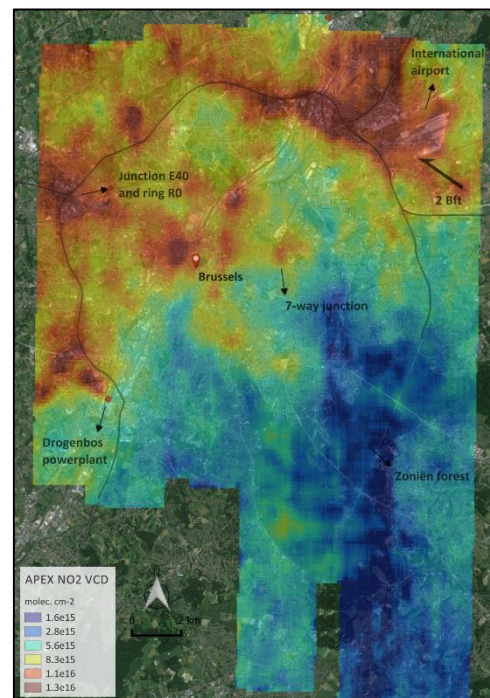 International
airport
2 Bft
Junction E40
and ring R0
Brussels
7-way junction
Drogenbos
powerplant
Zoniën forest
APEX NO2 VCD
molec. cm-2
1.6e15
2.8e15
5.6e15
8.3e15
1.1e16
1.3e16
0 2 km